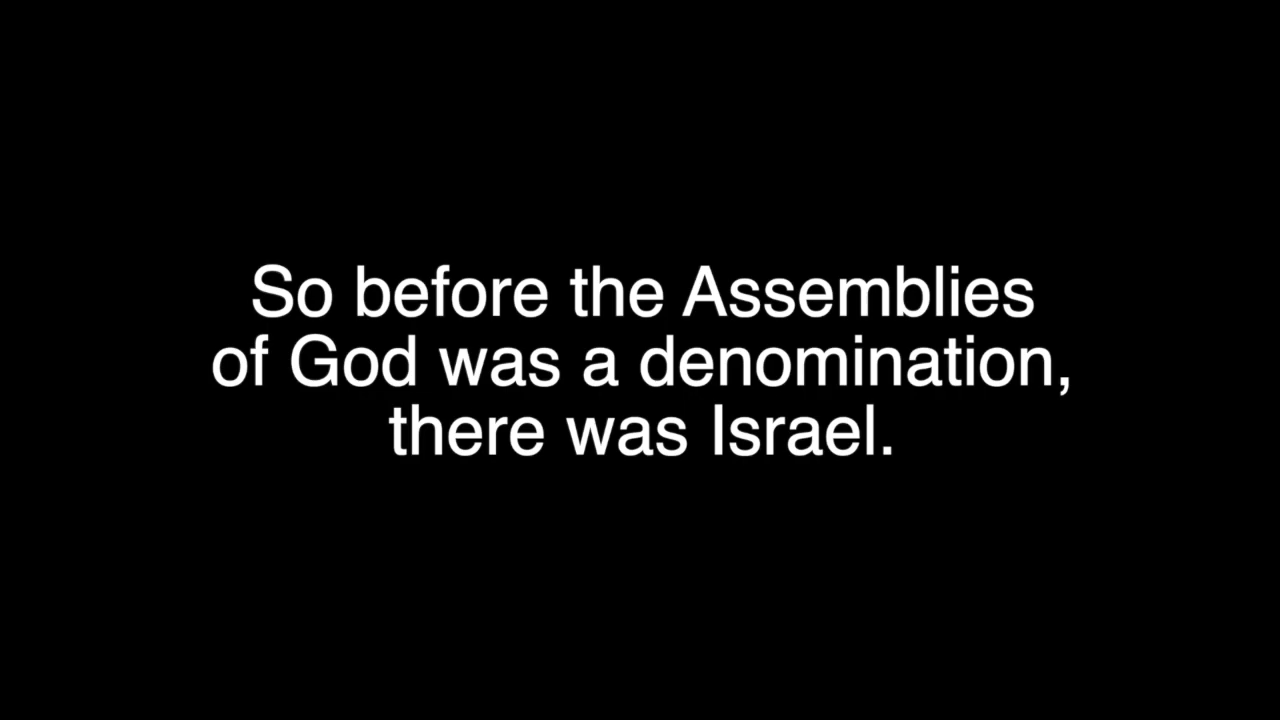 So before the Assemblies
of God was a denomination,
there was Israel.